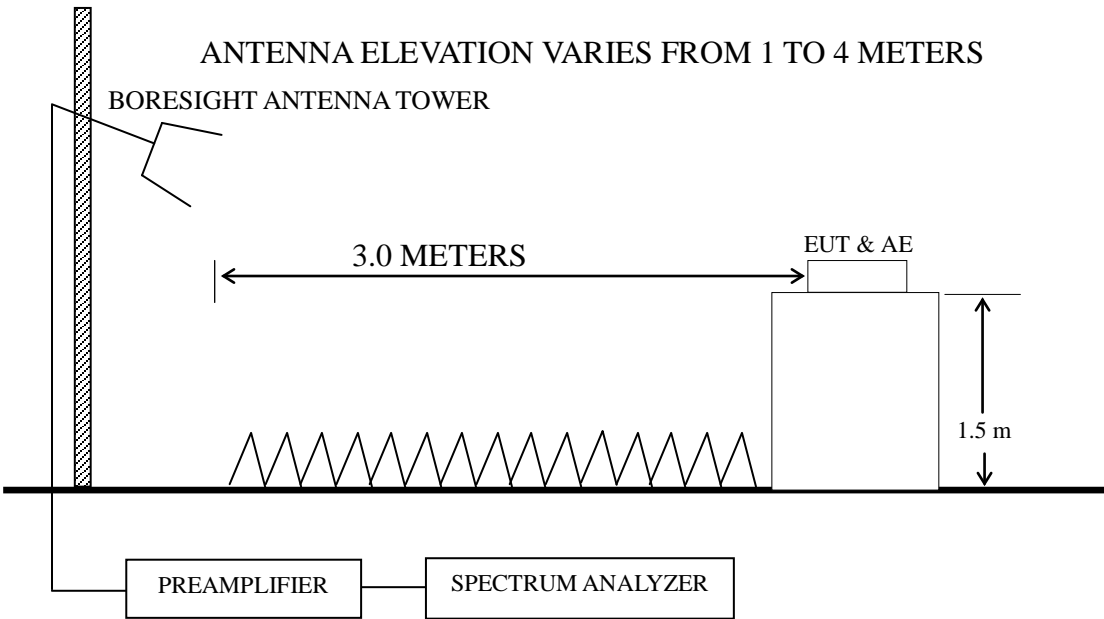 ANTENNA ELEVATION VARIES FROM 1 TO 4 METERS
BORESIGHT ANTENNA TOWER
3.0 METERS
EUT & AE
1.5 m
PREAMPLIFIER
SPECTRUM ANALYZER